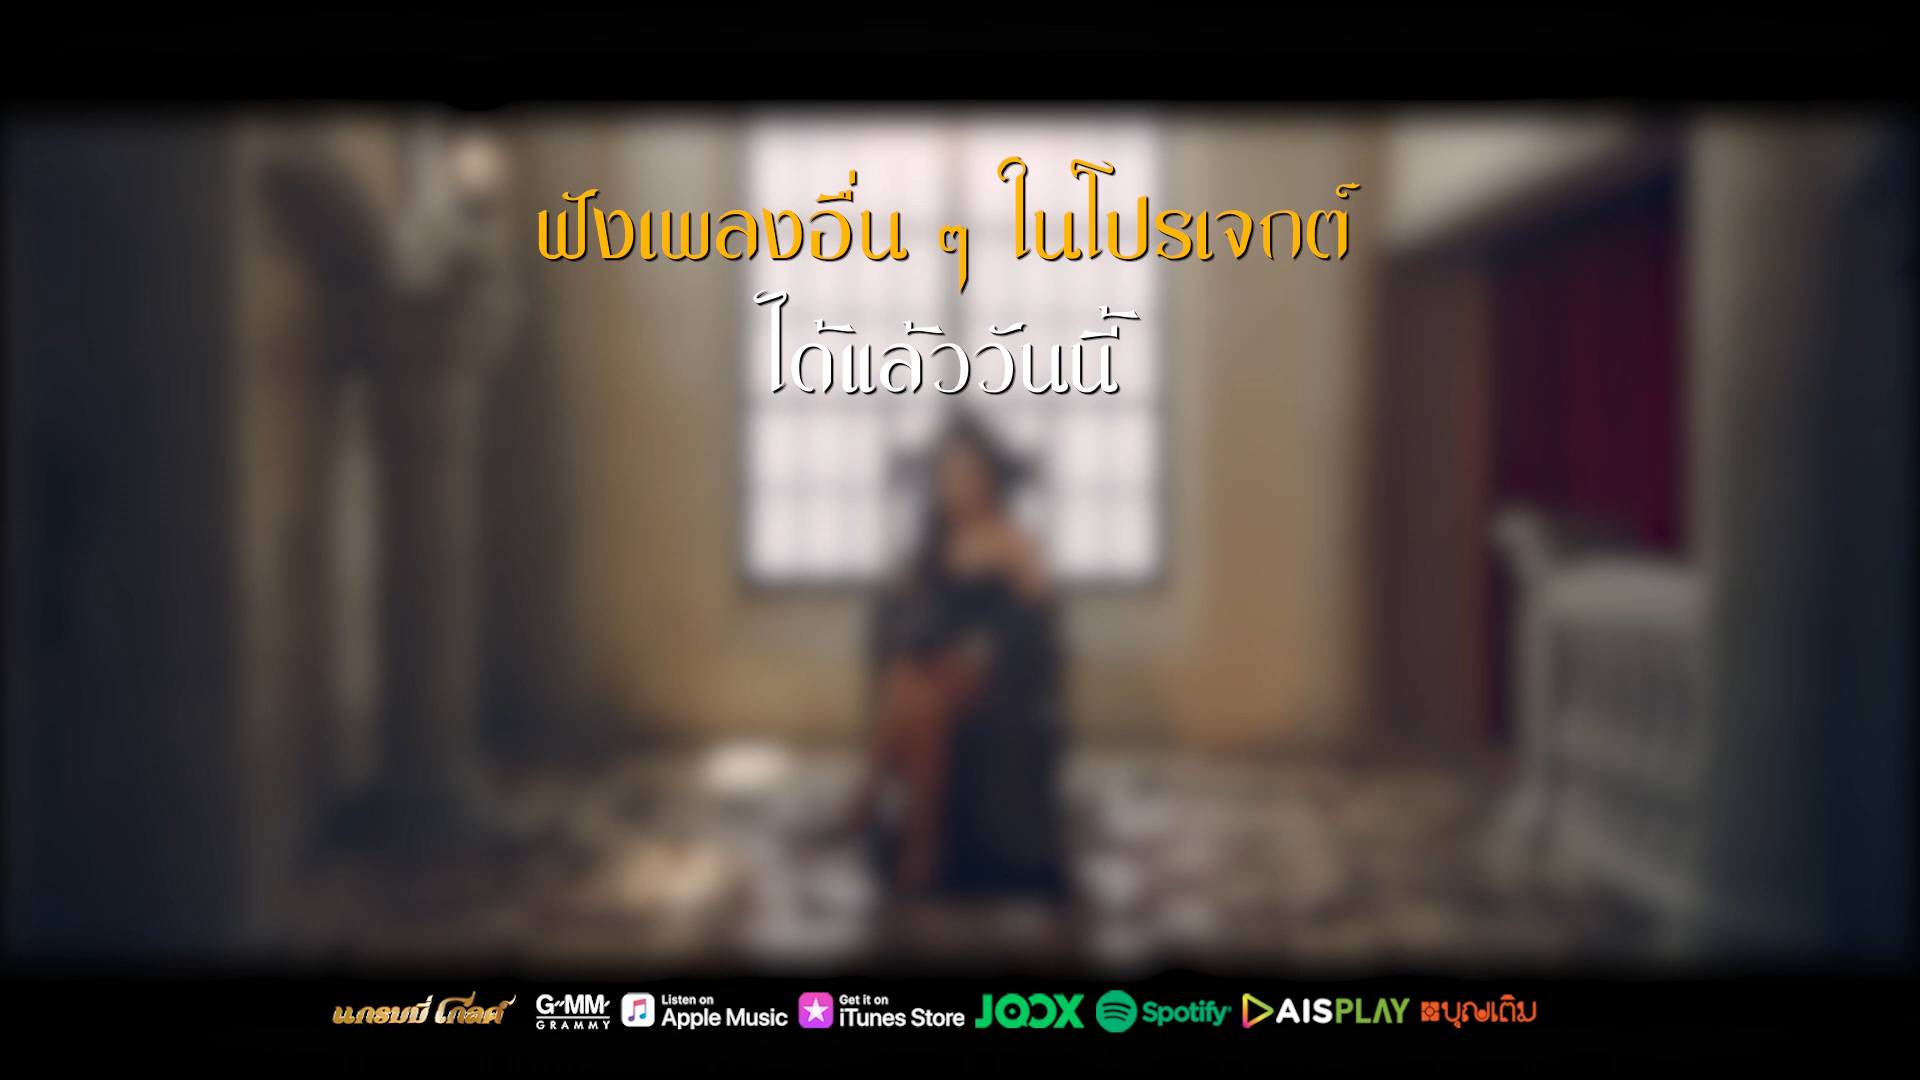 ฟังเพลงอื่น ๆ ในโปรเจกต์
ได้แล้ววันนี้
แกรมมี่ โกลด์ G"MM' GRAMMY Listen on Apple Music Get it on iTunes Store JOOX Spotify AISPLAY บุญเติม